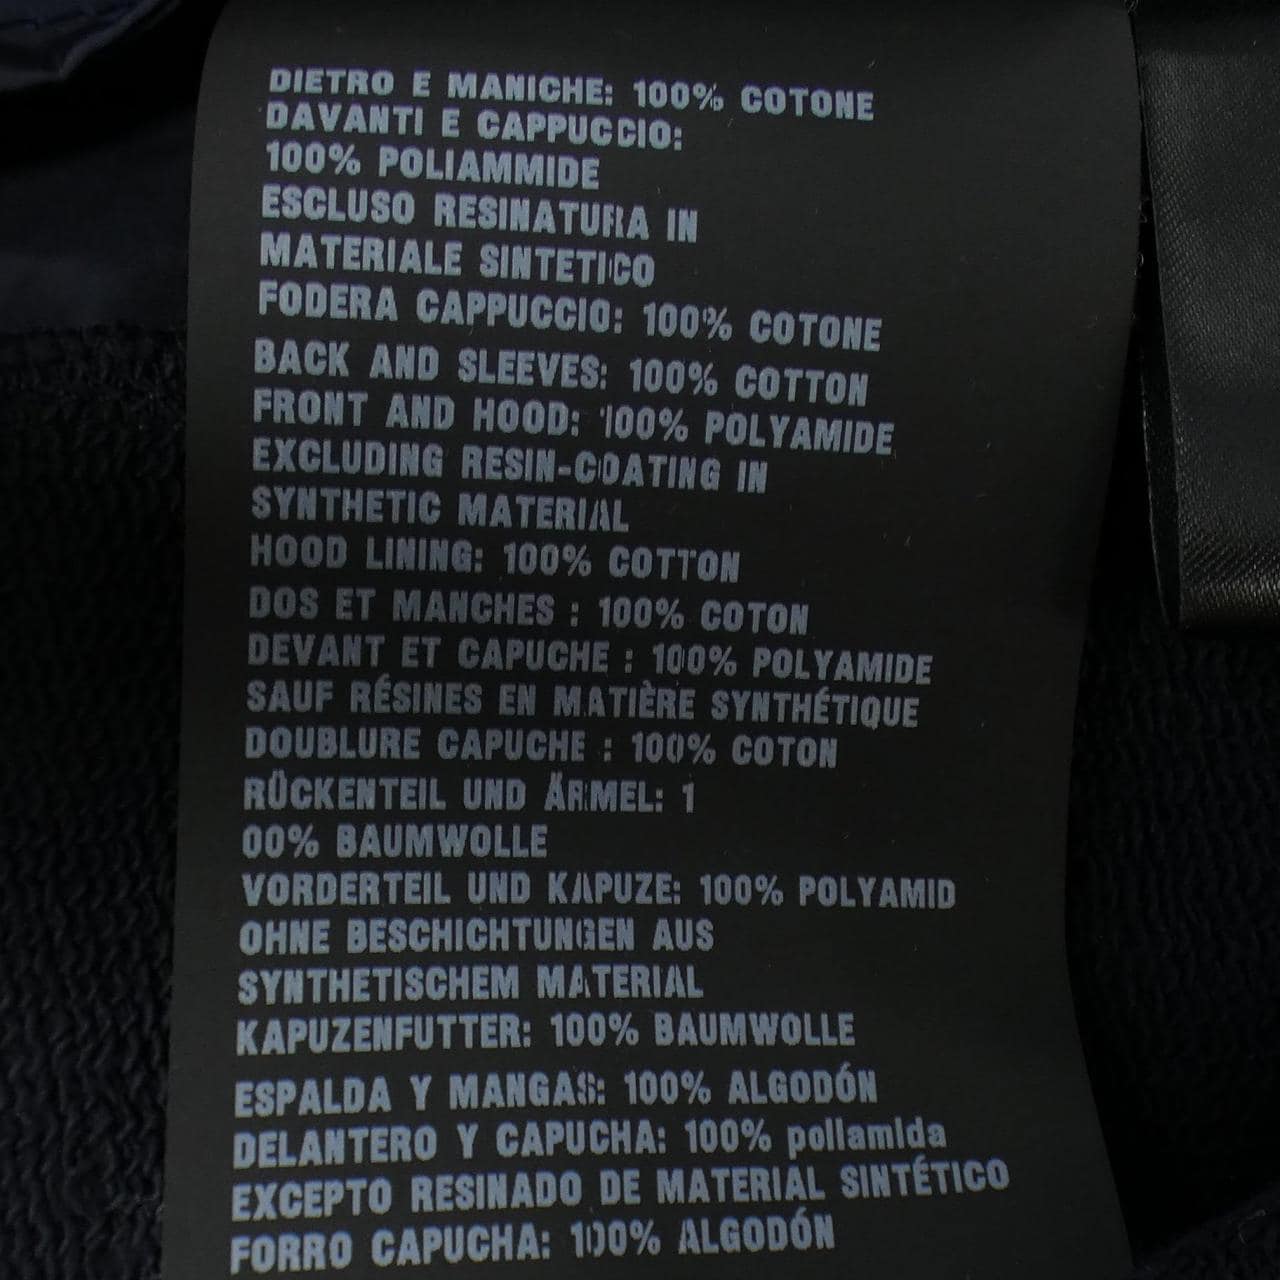 DIETRO E MANICHE: 100% COTONE
DAVANTI E CAPPUCCIO:
100% POLIAMMIDE
ESCLUSO RESINATURA IN
MATERIALE SINTETICO
FODERA CAPPUCCIO: 100% COTONE
BACK AND SLEEVES: 100% COTTON
FRONT AND HOOD: 100% POLYAMIDE
EXCLUDING RESIN-COATING IN
SYNTHETIC MATERIAL
HOOD LINING: 100% COTTON
DOS ET MANCHES : 100% COTON
DEVANT ET CAPUCHE : 100% POLYAMIDE
SAUF RÉSINES EN MATIÈRE SYNTHÉTIQUE
DOUBLURE CAPUCHE : 100% COTON
RÜCKENTEIL UND ÄRMEL: 1
00% BAUMWOLLE
VORDERTEIL UND KAPUZE: 100% POLYAMID
OHNE BESCHICHTUNGEN AUS
SYNTHETISCHEM MATERIAL
KAPUZENFUTTER: 100% BAUMWOLLE
ESPALDA Y MANGAS: 100% ALGODÓN
DELANTERO Y CAPUCHA: 100% poliamida
EXCEPTO RESINADO DE MATERIAL SINTÉTICO
FORRO CAPUCHA: 100% ALGODÓN